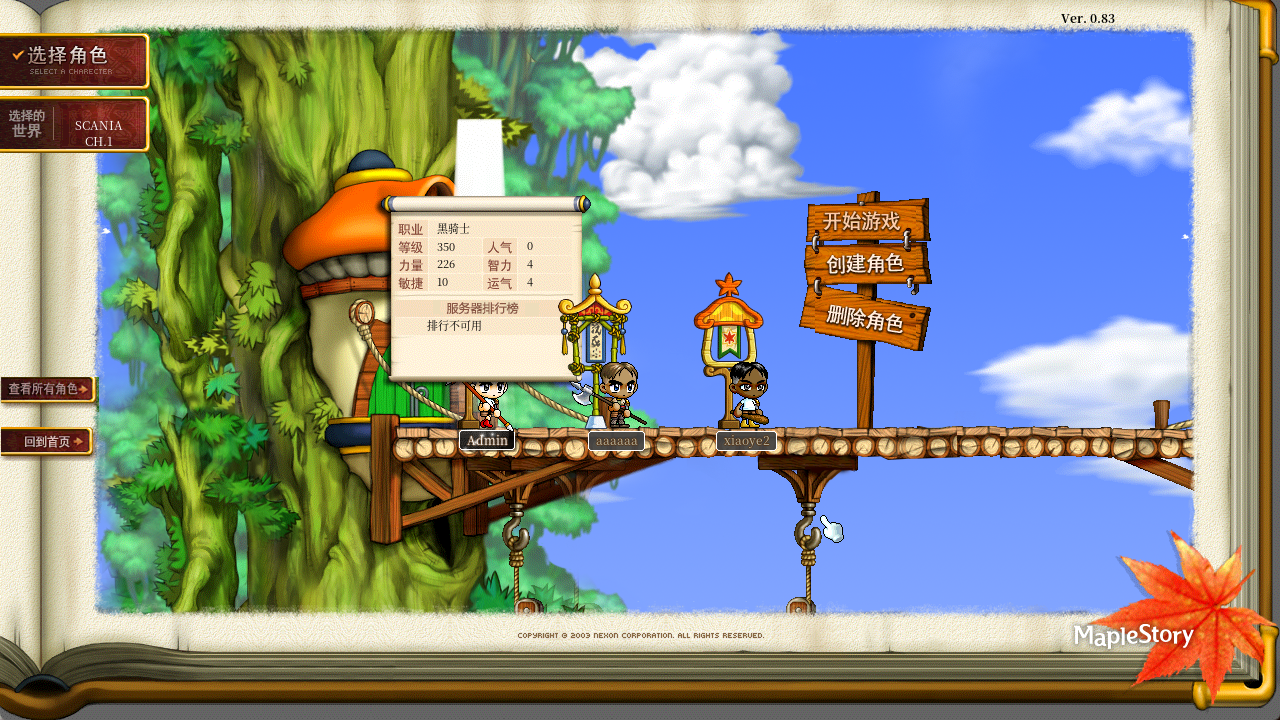 Ver. 0.83
选择角色
SELECT A CHARACTER
选择的
世界
SCANIA
CH.1
职业 黑骑士
等级 350 人气 0
力量 226 智力 4
敏捷 10 运气 4
服务器排行榜
排行不可用
开始游戏
创建角色
删除角色
查看所有角色
回到首页
Admin
aaaaaa
xiaoye2
COPYRIGHT © 2003 NEXON CORPORATION. ALL RIGHTS RESERVED.
MapleStory